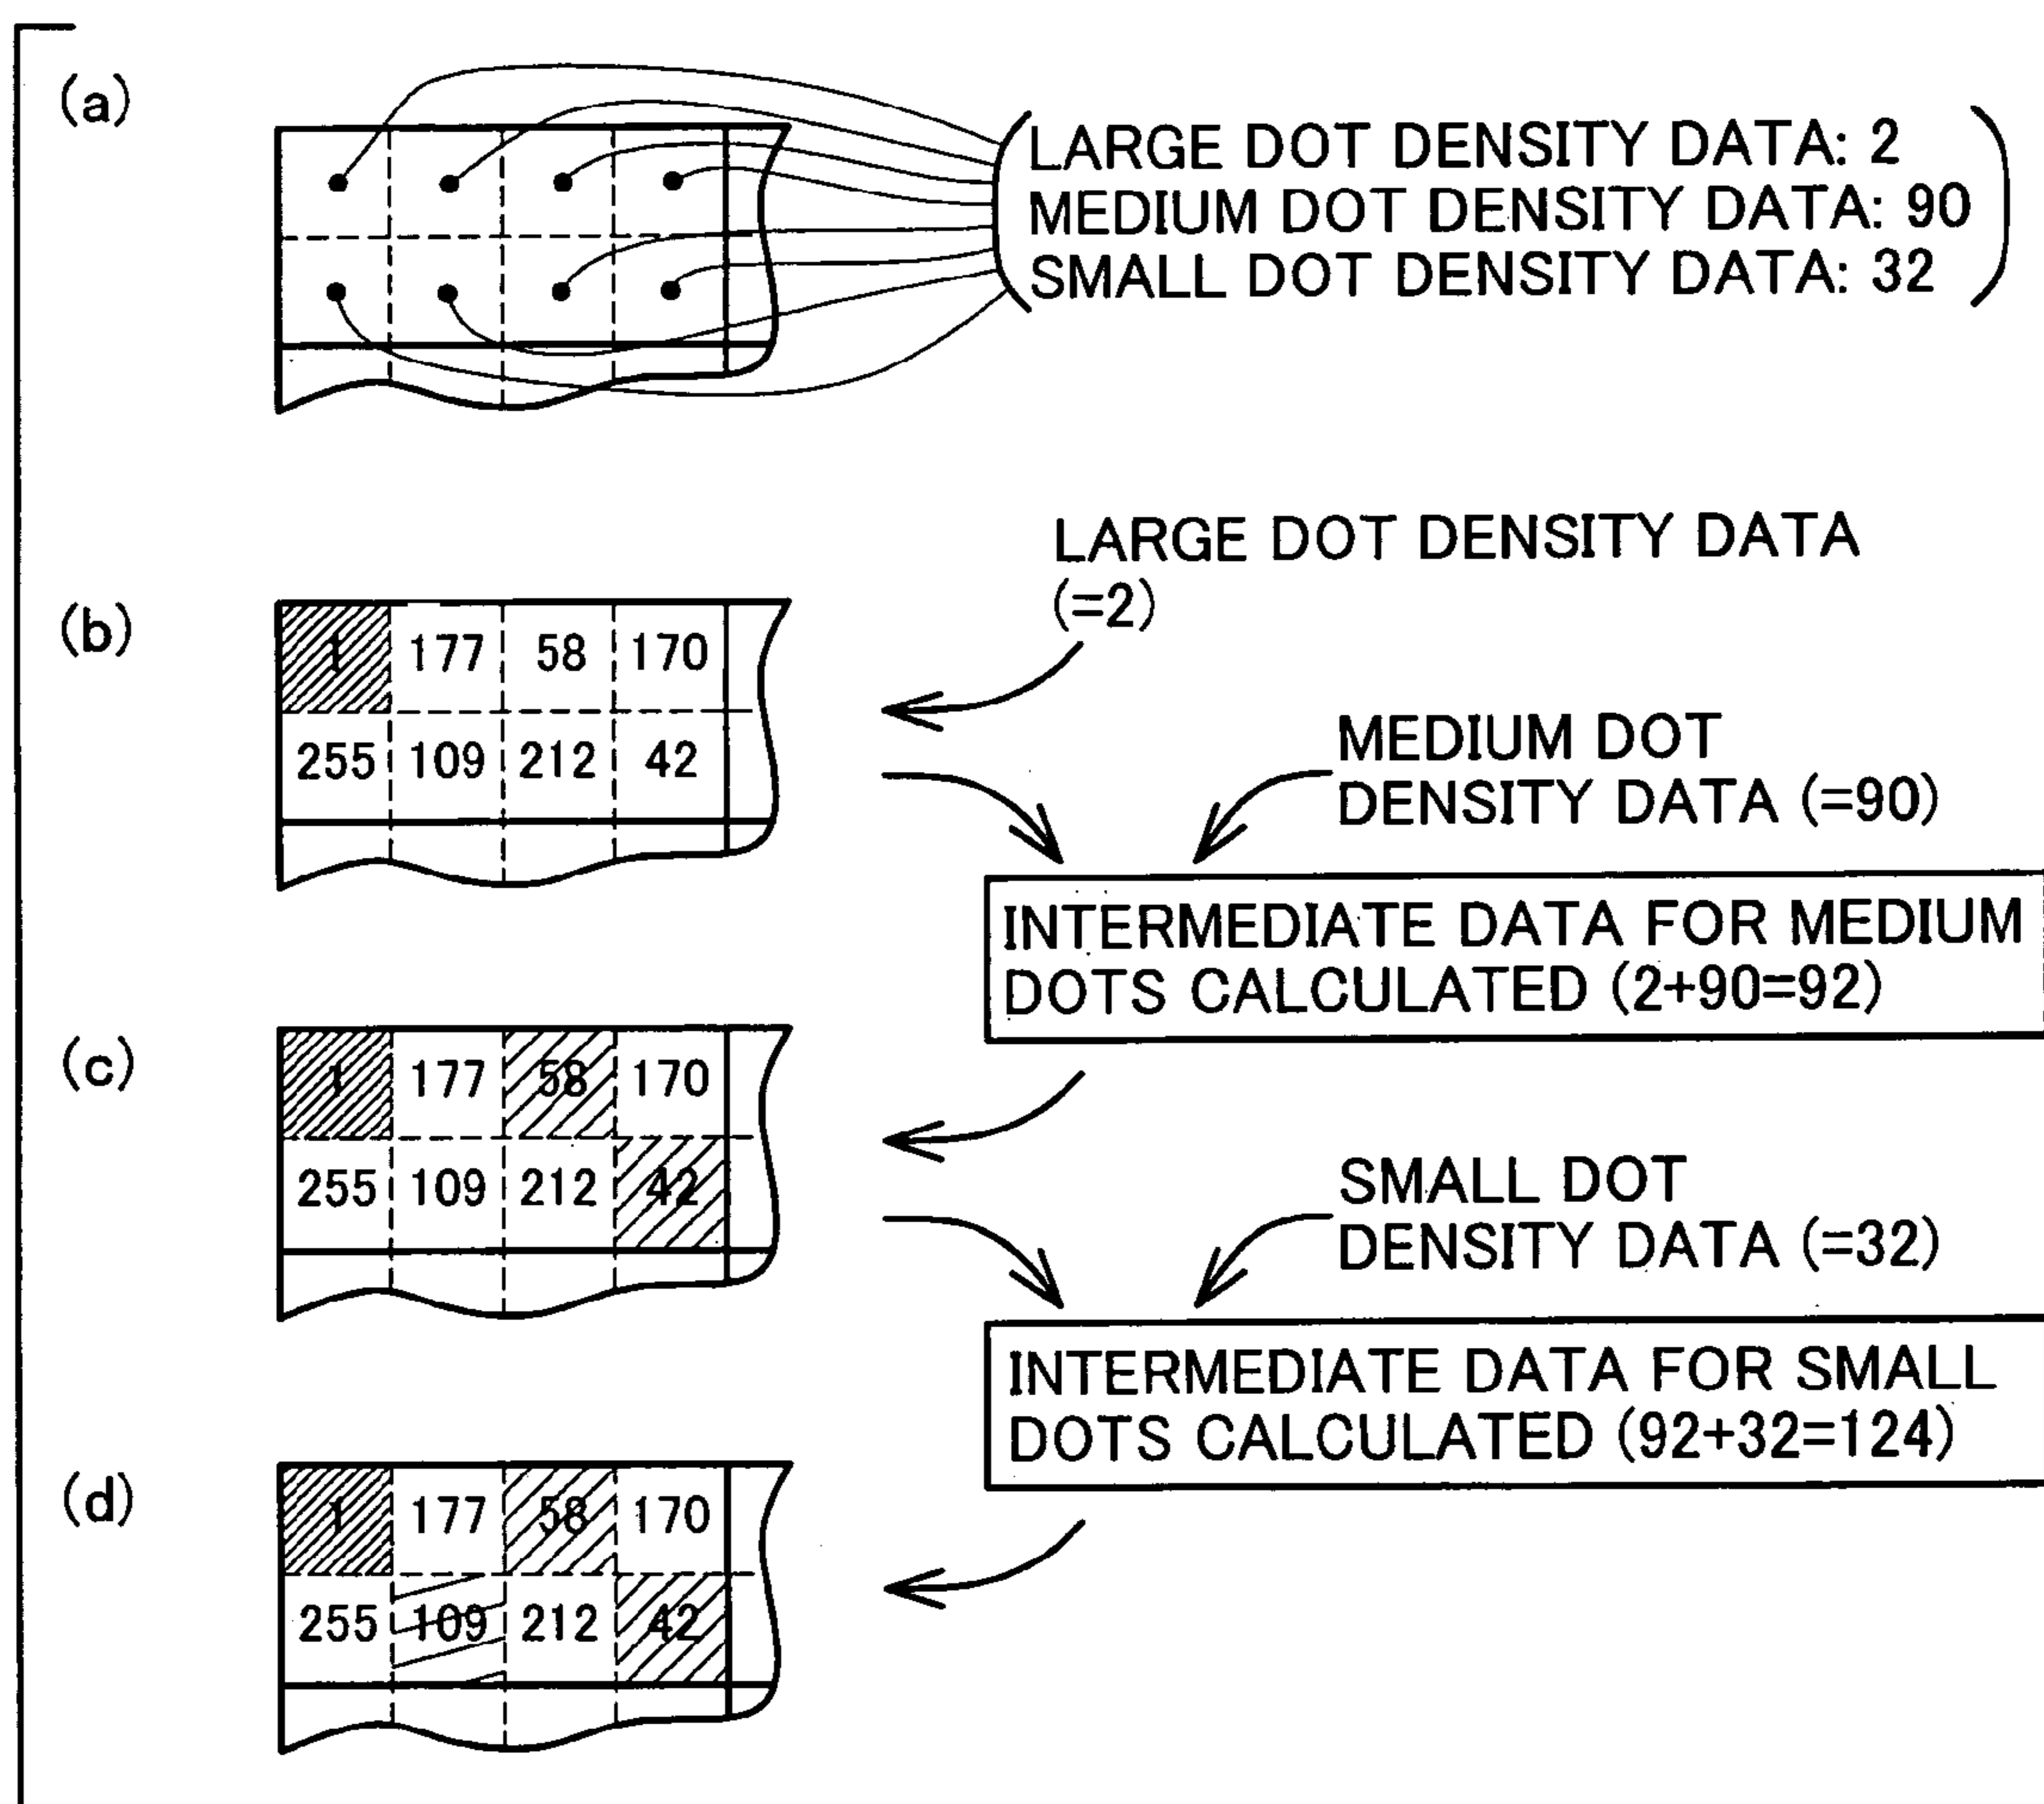 (a)
LARGE DOT DENSITY DATA: 2
MEDIUM DOT DENSITY DATA: 90
SMALL DOT DENSITY DATA: 32
LARGE DOT DENSITY DATA
(=2)
(b)
1 177 58 170
255 109 212 42
MEDIUM DOT
DENSITY DATA (=90)
INTERMEDIATE DATA FOR MEDIUM
DOTS CALCULATED (2+90=92)
(c)
1 177 58 170
255 109 212 42
SMALL DOT
DENSITY DATA (=32)
INTERMEDIATE DATA FOR SMALL
DOTS CALCULATED (92+32=124)
(d)
1 177 58 170
255 109 212 42